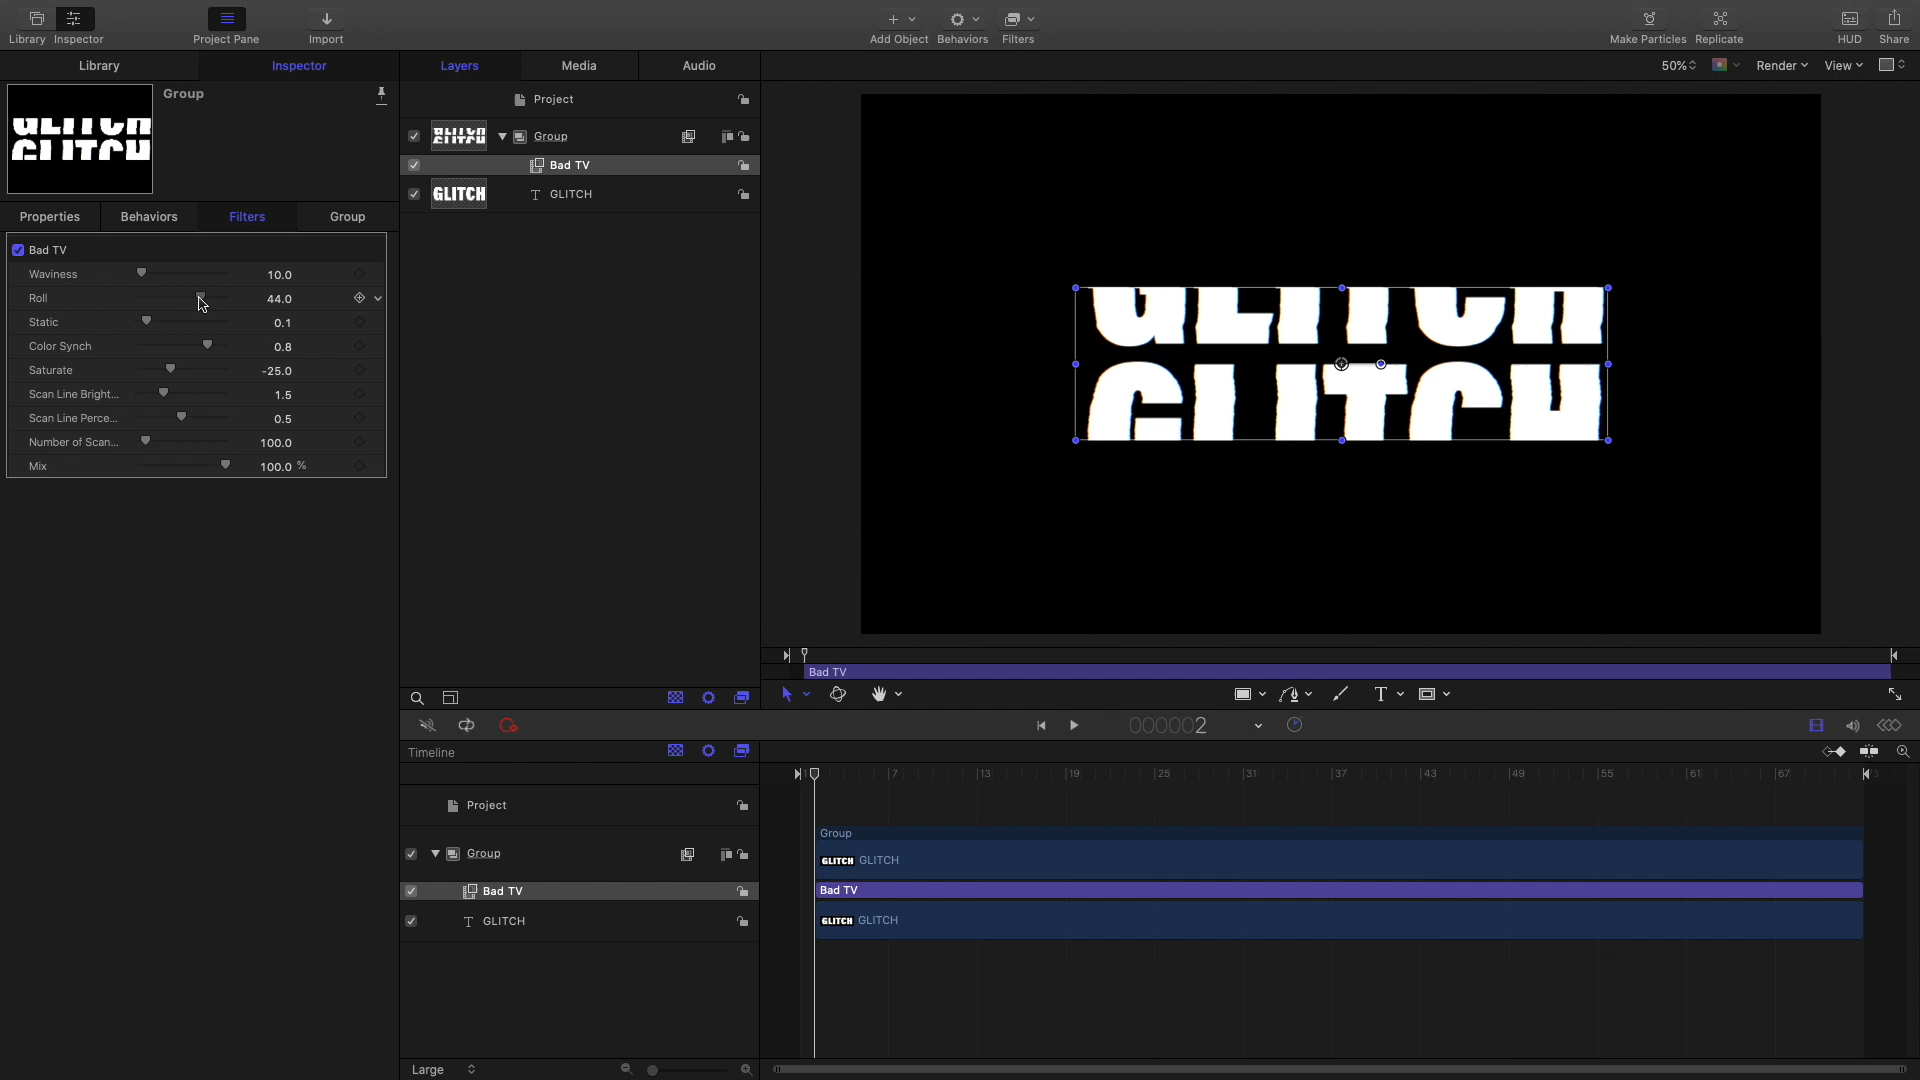 Library Inspector Project Pane Import Add Object Behaviors Filters Make Particles Replicate HUD Share
Library Inspector Layers Media Audio 50% Render View
Group
GLITCH
GLITCH
Project
Group
Bad TV
GLITCH GLITCH
Properties Behaviors Filters Group
Bad TV
Waviness 10.0
Roll 44.0
Static 0.1
Color Synch 0.8
Saturate -25.0
Scan Line Bright... 1.5
Scan Line Perce... 0.5
Number of Scan... 100.0
Mix 100.0 %
GLITCH
GLITCH
Bad TV
000002
Timeline
7 13 19 25 31 37 43 49 55 61 67
Project
Group
Group
GLITCH GLITCH
Bad TV
Bad TV
GLITCH
GLITCH GLITCH
Large